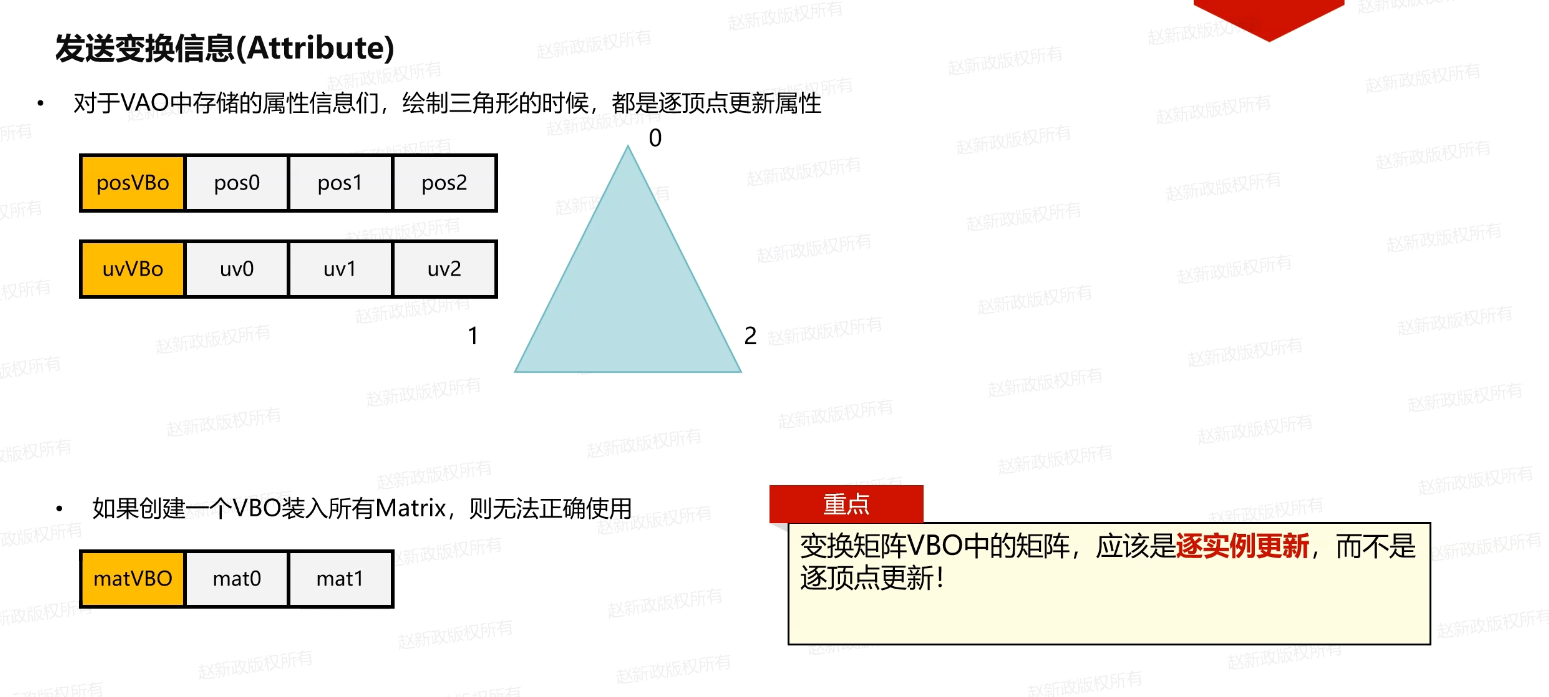 发送变换信息(Attribute)
• 对于VAO中存储的属性信息们，绘制三角形的时候，都是逐顶点更新属性
0
posVBo pos0 pos1 pos2
uvVBo uv0 uv1 uv2
1 2
• 如果创建一个VBO装入所有Matrix，则无法正确使用
matVBO mat0 mat1
重点
变换矩阵VBO中的矩阵，应该是逐实例更新，而不是
逐顶点更新！
赵新政版权所有